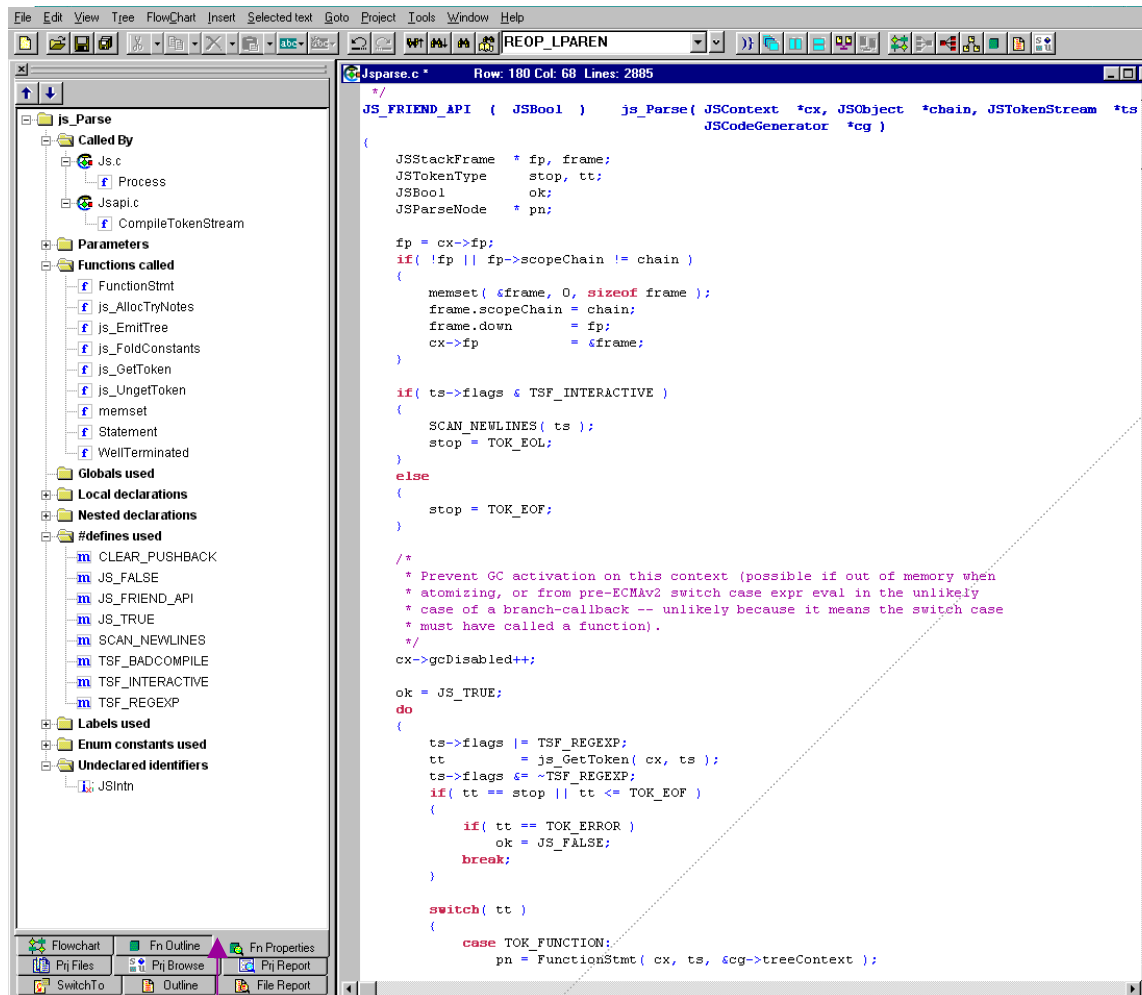 File Edit View Tree FlowChart Insert Selected text Goto Project Tools Window Help
REOP_LPAREN
js_Parse
Called By
Js.c
Process
Jsapi.c
CompileTokenStream
Parameters
Functions called
FunctionStmt
js_AllocTryNotes
js_EmitTree
js_FoldConstants
js_GetToken
js_UngetToken
memset
Statement
WellTerminated
Globals used
Local declarations
Nested declarations
#defines used
CLEAR_PUSHBACK
JS_FALSE
JS_FRIEND_API
JS_TRUE
SCAN_NEWLINES
TSF_BADCOMPILE
TSF_INTERACTIVE
TSF_REGEXP
Labels used
Enum constants used
Undeclared identifiers
JSIntn
Flowchart Fn Outline Fn Properties
Prj Files Prj Browse Prj Report
SwitchTo Outline File Report
Jsparse.c * Row: 180 Col: 68 Lines: 2885
*/
JS_FRIEND_API ( JSBool ) js_Parse( JSContext *cx, JSObject *chain, JSTokenStream *ts
JSCodeGenerator *cg )
{
JSStackFrame * fp, frame;
JSTokenType stop, tt;
JSBool ok;
JSParseNode * pn;
fp = cx->fp;
if( !fp || fp->scopeChain != chain )
{
memset( &frame, 0, sizeof frame );
frame.scopeChain = chain;
frame.down = fp;
cx->fp = &frame;
}
if( ts->flags & TSF_INTERACTIVE )
{
SCAN_NEWLINES( ts );
stop = TOK_EOL;
}
else
{
stop = TOK_EOF;
}
/*
* Prevent GC activation on this context (possible if out of memory when
* atomizing, or from pre-ECMAv2 switch case expr eval in the unlikely
* case of a branch-callback -- unlikely because it means the switch case
* must have called a function).
*/
cx->gcDisabled++;
ok = JS_TRUE;
do
{
ts->flags |= TSF_REGEXP;
tt = js_GetToken( cx, ts );
ts->flags &= ~TSF_REGEXP;
if( tt == stop || tt <= TOK_EOF )
{
if( tt == TOK_ERROR )
ok = JS_FALSE;
break;
}
switch( tt )
{
case TOK_FUNCTION:
pn = FunctionStmt( cx, ts, &cg->treeContext );